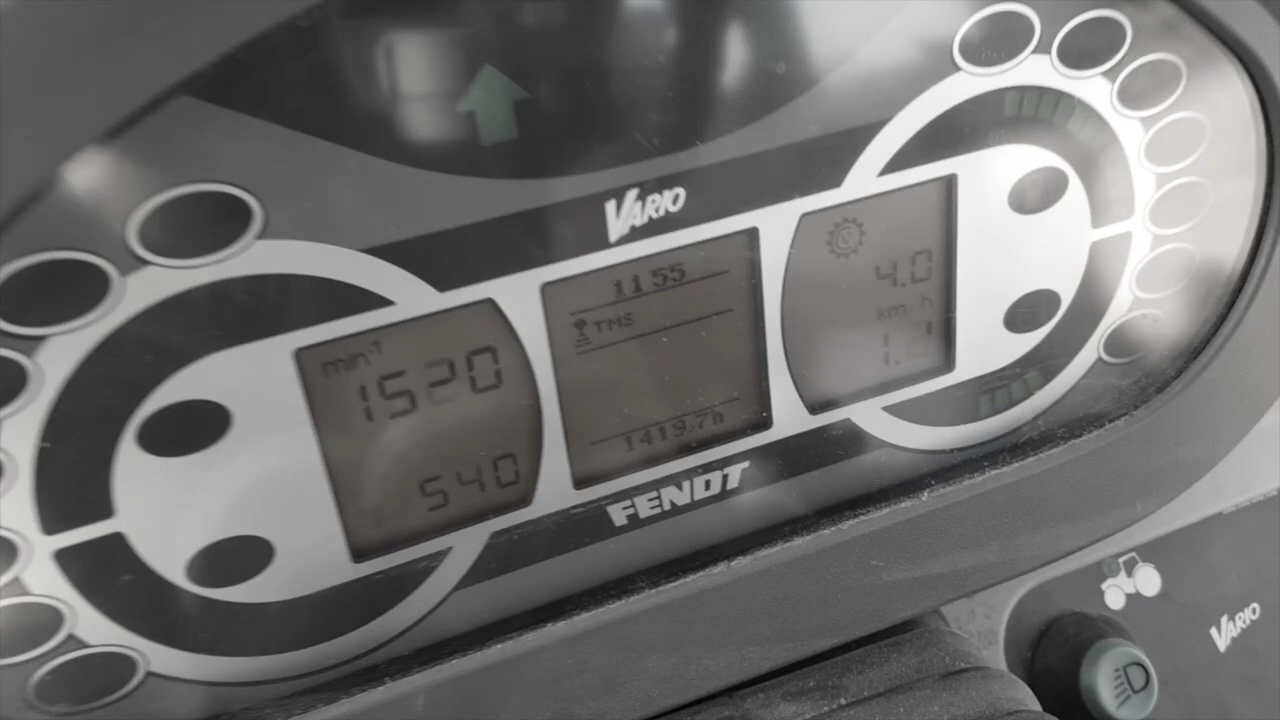 VARIO
min-1
1520
540
11 55
TMS
1419.7h
V
4.0
km/h
FENDT
VARIO